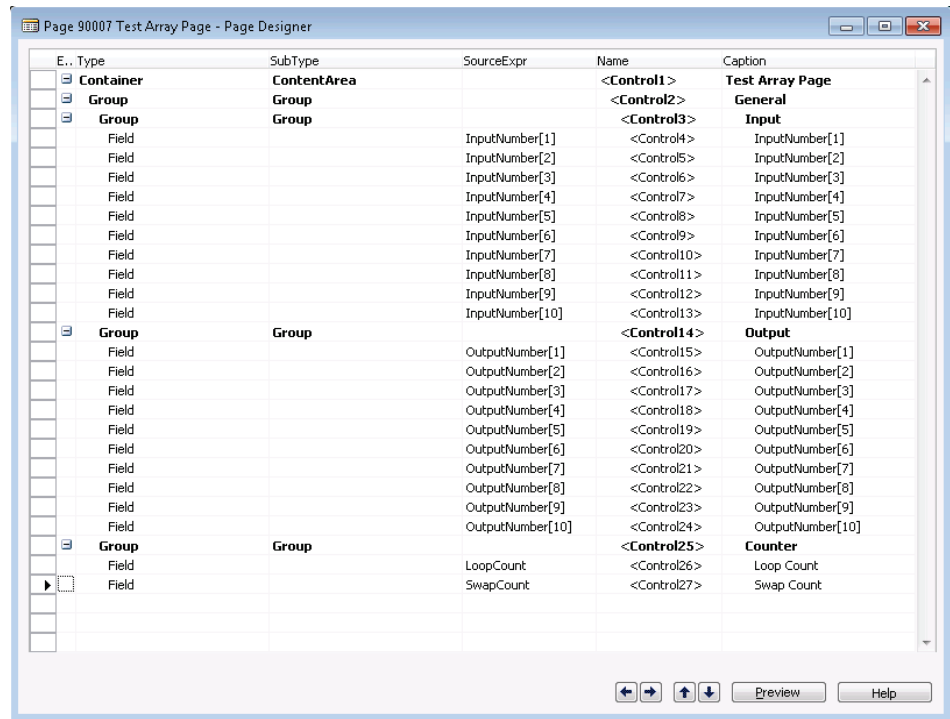 Page 90007 Test Array Page - Page Designer
E.. Type SubType SourceExpr Name Caption
Container ContentArea <Control1> Test Array Page
Group Group <Control2> General
Group Group <Control3> Input
Field InputNumber[1] <Control4> InputNumber[1]
Field InputNumber[2] <Control5> InputNumber[2]
Field InputNumber[3] <Control6> InputNumber[3]
Field InputNumber[4] <Control7> InputNumber[4]
Field InputNumber[5] <Control8> InputNumber[5]
Field InputNumber[6] <Control9> InputNumber[6]
Field InputNumber[7] <Control10> InputNumber[7]
Field InputNumber[8] <Control11> InputNumber[8]
Field InputNumber[9] <Control12> InputNumber[9]
Field InputNumber[10] <Control13> InputNumber[10]
Group Group <Control14> Output
Field OutputNumber[1] <Control15> OutputNumber[1]
Field OutputNumber[2] <Control16> OutputNumber[2]
Field OutputNumber[3] <Control17> OutputNumber[3]
Field OutputNumber[4] <Control18> OutputNumber[4]
Field OutputNumber[5] <Control19> OutputNumber[5]
Field OutputNumber[6] <Control20> OutputNumber[6]
Field OutputNumber[7] <Control21> OutputNumber[7]
Field OutputNumber[8] <Control22> OutputNumber[8]
Field OutputNumber[9] <Control23> OutputNumber[9]
Field OutputNumber[10] <Control24> OutputNumber[10]
Group Group <Control25> Counter
Field LoopCount <Control26> Loop Count
Field SwapCount <Control27> Swap Count
Preview Help